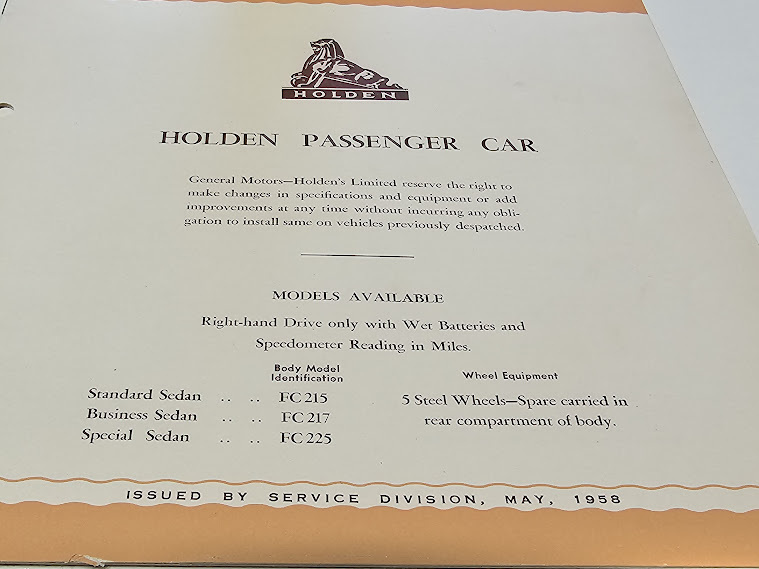 HOLDEN
HOLDEN PASSENGER CAR
General Motors—Holden's Limited reserve the right to
make changes in specifications and equipment or add
improvements at any time without incurring any obli-
gation to install same on vehicles previously despatched.
MODELS AVAILABLE
Right-hand Drive only with Wet Batteries and
Speedometer Reading in Miles.
Body Model
Identification
Wheel Equipment
Standard Sedan .. .. FC 215
Business Sedan .. .. FC 217
Special Sedan .. .. FC 225
5 Steel Wheels—Spare carried in
rear compartment of body.
ISSUED BY SERVICE DIVISION, MAY, 1958